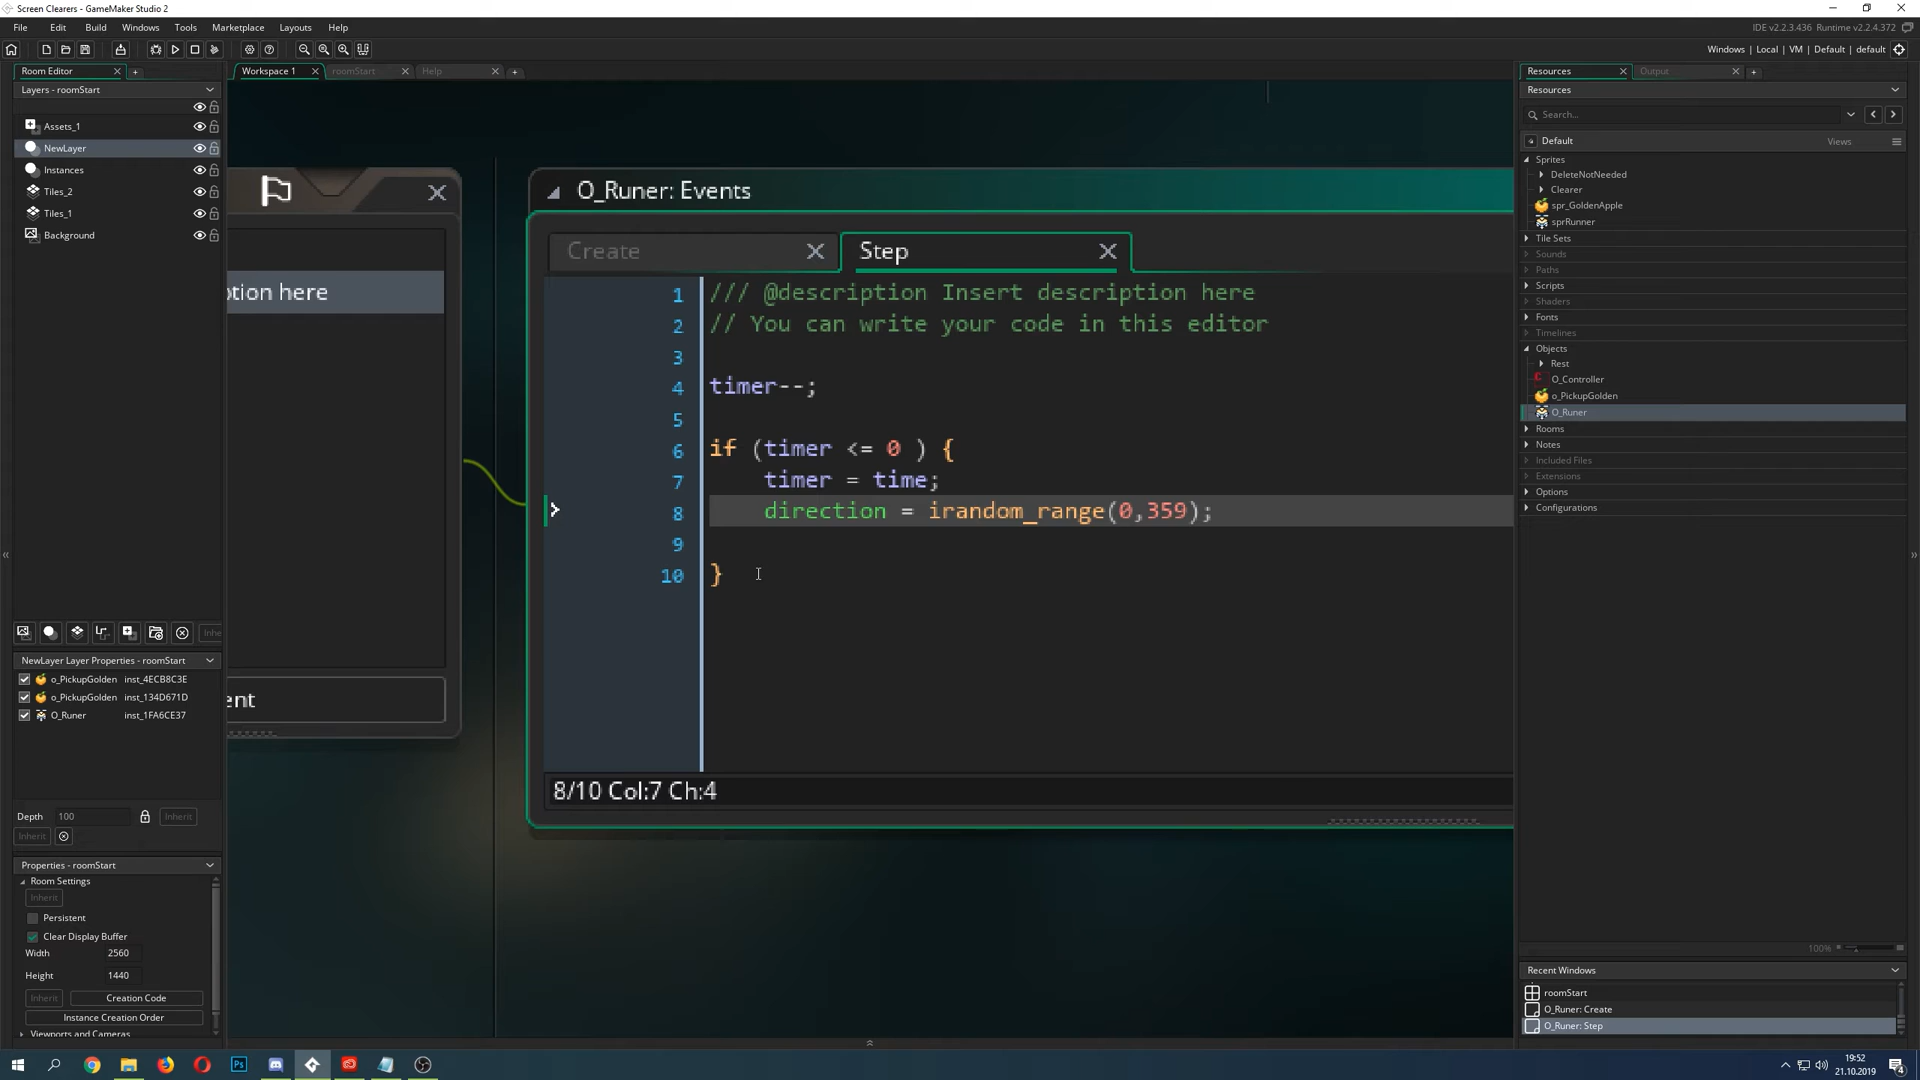 Screen Clearers - GameMaker Studio 2
File Edit Build Windows Tools Marketplace Layouts Help
IDE v2.2.3.436 Runtime v2.2.4.372
Windows | Local | VM | Default | default
Room Editor
Layers - roomStart
Assets_1
NewLayer
Instances
Tiles_2
Tiles_1
Background
Inhe
NewLayer Layer Properties - roomStart
o_PickupGolden inst_4ECB8C3E
o_PickupGolden inst_134D671D
O_Runer inst_1FA6CE37
Depth 100 Inherit
Inherit
Properties - roomStart
Room Settings
Inherit
Persistent
Clear Display Buffer
Width 2560
Height 1440
Inherit Creation Code
Instance Creation Order
Viewports and Cameras
Workspace 1 roomStart Help
ption here
ent
O_Runer: Events
Create Step
1 /// @description Insert description here
2 // You can write your code in this editor
3
4 timer--;
5
6 if (timer <= 0 ) {
7 timer = time;
8 direction = irandom_range(0,359);
9
10 }
8/10 Col:7 Ch:4
Resources Output
Resources
Search...
Default Views
Sprites
DeleteNotNeeded
Clearer
spr_GoldenApple
sprRunner
Tile Sets
Sounds
Paths
Scripts
Shaders
Fonts
Timelines
Objects
Rest
O_Controller
o_PickupGolden
O_Runer
Rooms
Notes
Included Files
Extensions
Options
Configurations
100%
Recent Windows
roomStart
O_Runer: Create
O_Runer: Step
Ps
19:52
21.10.2019
4